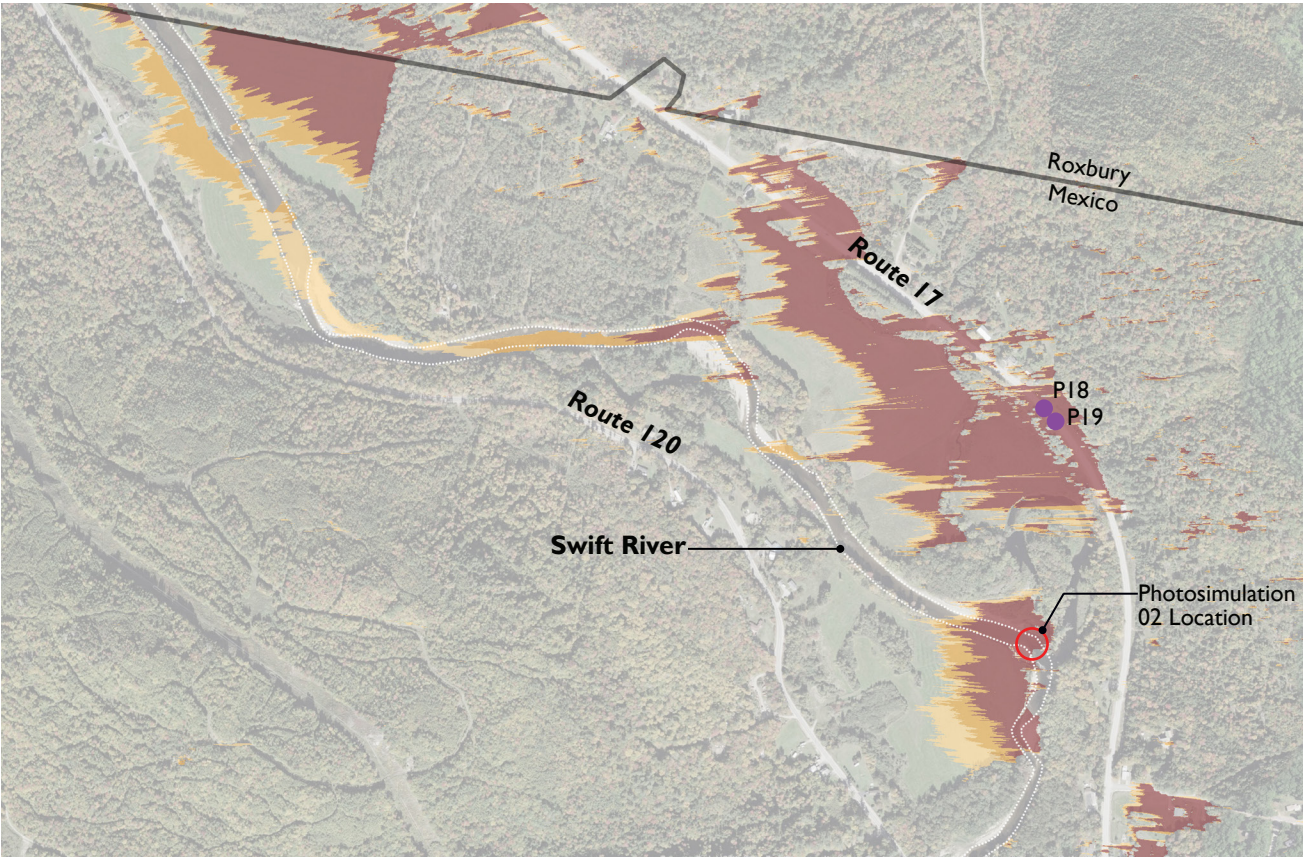 Roxbury
Mexico
Route 17
P18
P19
Route 120
Swift River
Photosimulation
02 Location